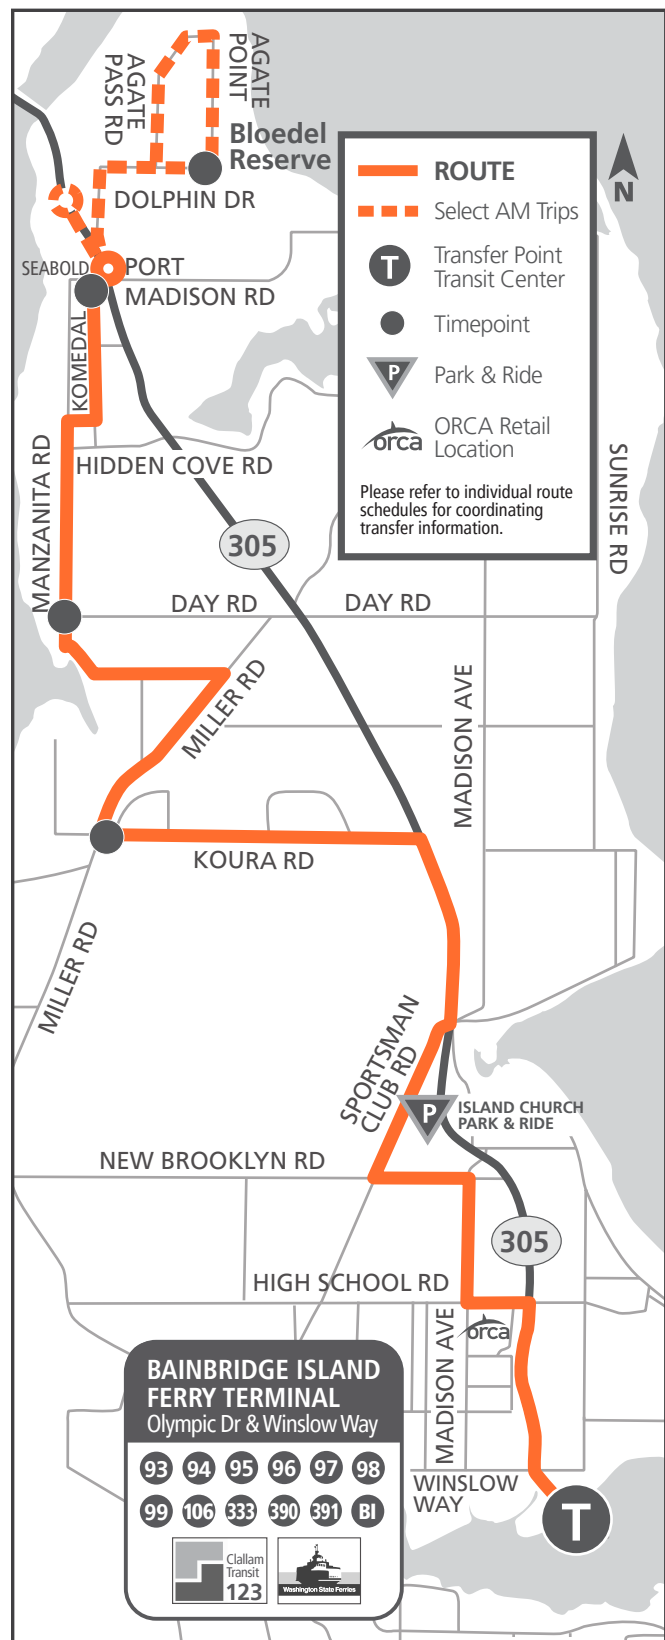 AGATE
POINT
AGATE
PASS RD
Bloedel
Reserve
DOLPHIN DR
SEABOLD
PORT
MADISON RD
KOMEDAL
HIDDEN COVE RD
MANZANITA RD
ROUTE
Select AM Trips
T
Transfer Point
Transit Center
Timepoint
P
Park & Ride
orca
ORCA Retail
Location
Please refer to individual route
schedules for coordinating
transfer information.
N
SUNRISE RD
305
DAY RD
DAY RD
MILLER RD
MADISON AVE
KOURA RD
MILLER RD
SPORTSMAN
CLUB RD
P
ISLAND CHURCH
PARK & RIDE
NEW BROOKLYN RD
305
HIGH SCHOOL RD
orca
MADISON AVE
WINSLOW
WAY
T
BAINBRIDGE ISLAND
FERRY TERMINAL
Olympic Dr & Winslow Way
93 94 95 96 97 98
99 106 333 390 391 BI
Clallam
Transit
123
Washington State Ferries